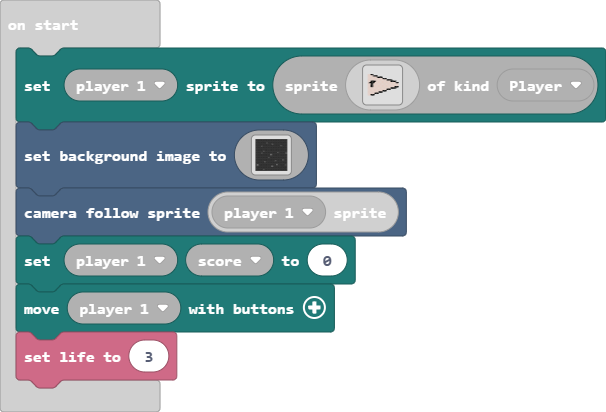 on start
set player 1 sprite to sprite of kind Player
set background image to
camera follow sprite player 1 sprite
set player 1 score to 0
move player 1 with buttons
set life to 3